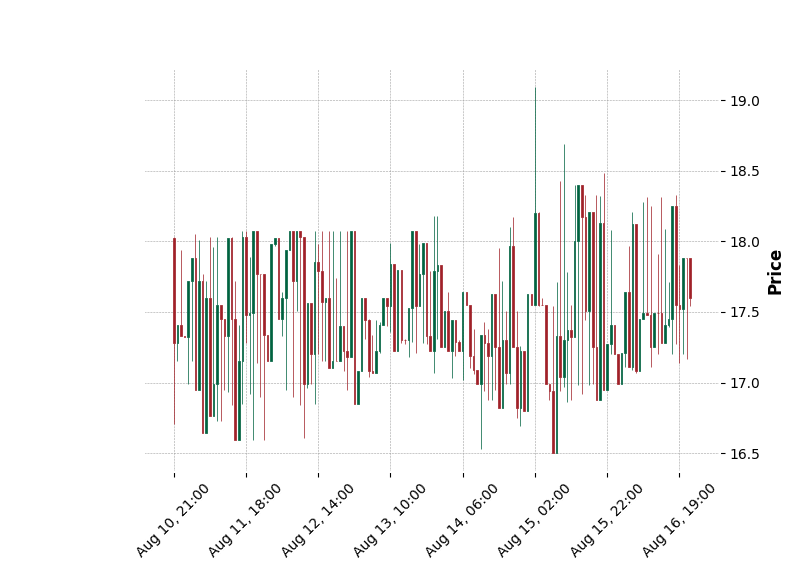 19.0
18.5
18.0
17.5
17.0
16.5
Price
Aug 10, 21:00
Aug 11, 18:00
Aug 12, 14:00
Aug 13, 10:00
Aug 14, 06:00
Aug 15, 02:00
Aug 15, 22:00
Aug 16, 19:00